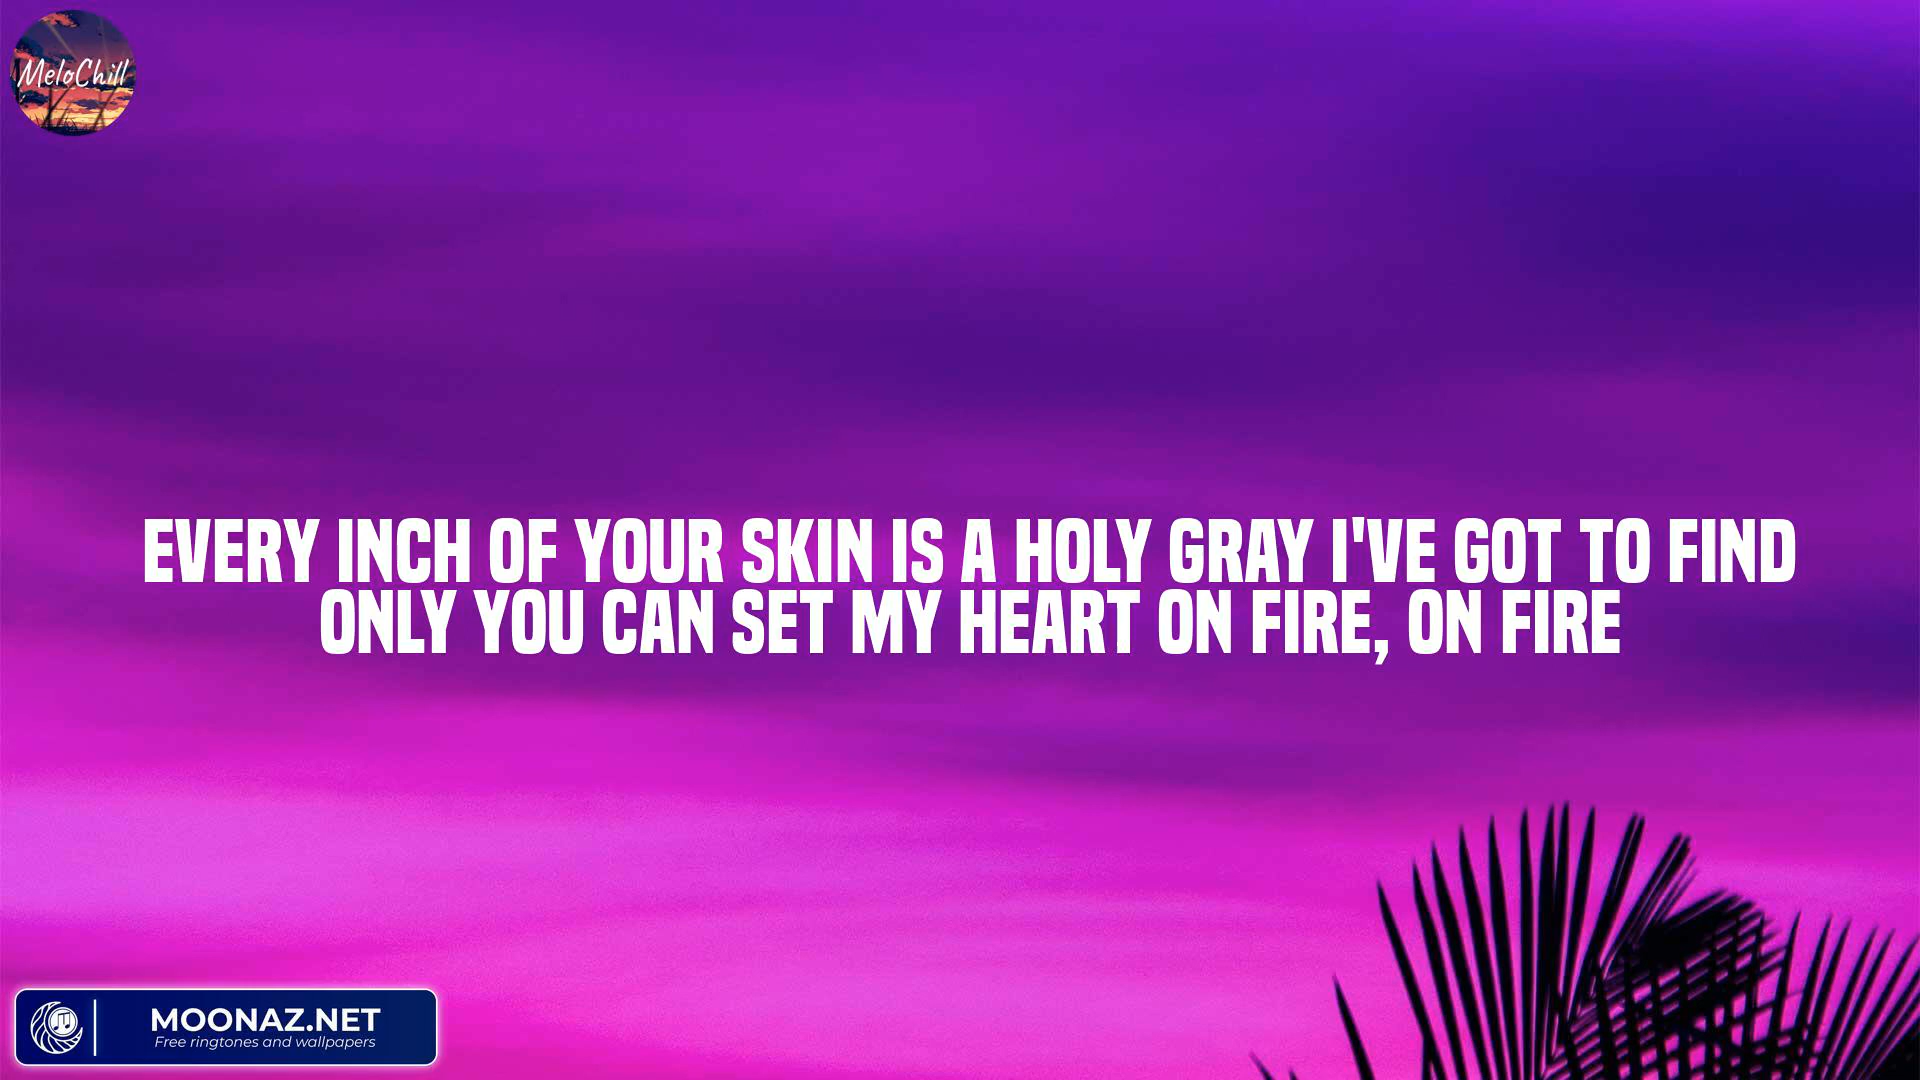 MeloChill
EVERY INCH OF YOUR SKIN IS A HOLY GRAY I'VE GOT TO FIND
ONLY YOU CAN SET MY HEART ON FIRE, ON FIRE
MOONAZ.NET
Free ringtones and wallpapers